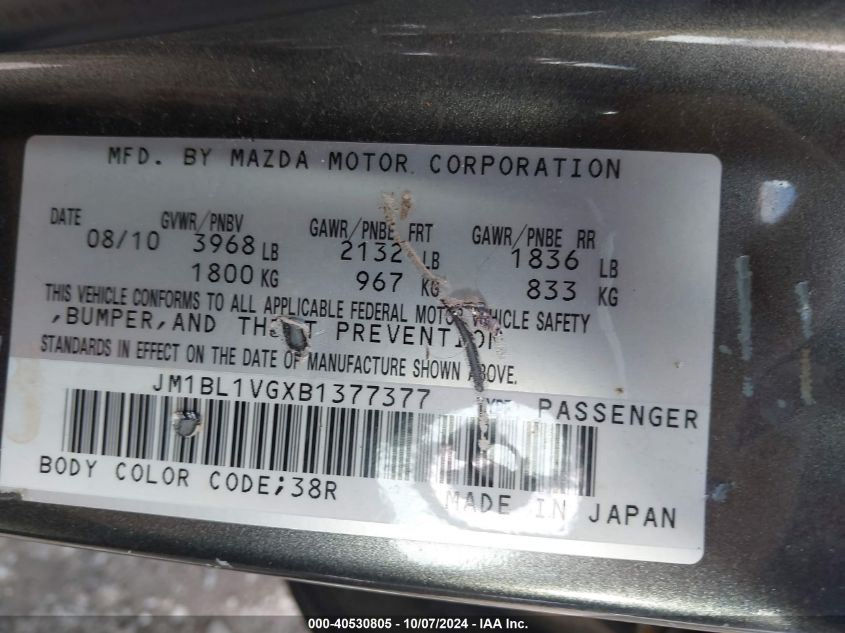 MFD. BY MAZDA MOTOR CORPORATION
DATE GVWR/PNBV GAWR/PNBE FRT GAWR/PNBE RR
08/10 3968 LB 2132 LB 1836 LB
1800 KG 967 KG 833 KG
THIS VEHICLE CONFORMS TO ALL APPLICABLE FEDERAL MOTOR VEHICLE SAFETY
,BUMPER,AND THEFT PREVENTION
STANDARDS IN EFFECT ON THE DATE OF MANUFACTURE SHOWN ABOVE.
JM1BL1VGXB1377377 TYPE: PASSENGER
BODY COLOR CODE;38R MADE IN JAPAN
000-40530805 - 10/07/2024 - IAA Inc.